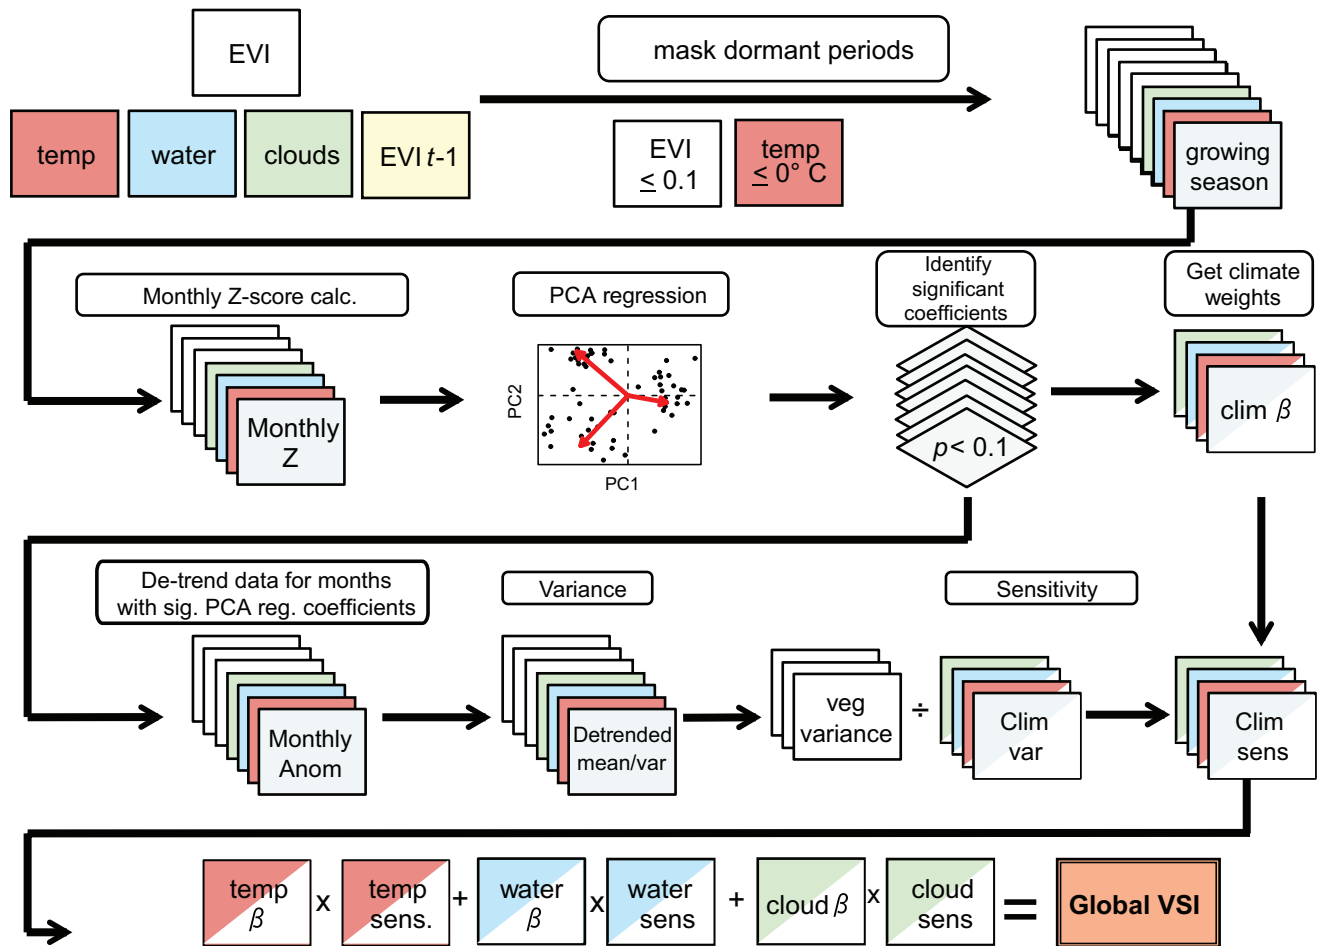 EVI
mask dormant periods
temp
water
clouds
EVI t-1
EVI
≤ 0.1
temp
≤ 0° C
growing
season
Monthly Z-score calc.
PCA regression
Identify
significant
coefficients
Get climate
weights
Monthly
Z
PC2
PC1
p< 0.1
clim β
De-trend data for months
with sig. PCA reg. coefficients
Variance
Sensitivity
Monthly
Anom
Detrended
mean/var
veg
variance
÷
Clim
var
Clim
sens
temp
β
x
temp
sens.
+
water
β
x
water
sens
+
cloud β
x
cloud
sens
=
Global VSI